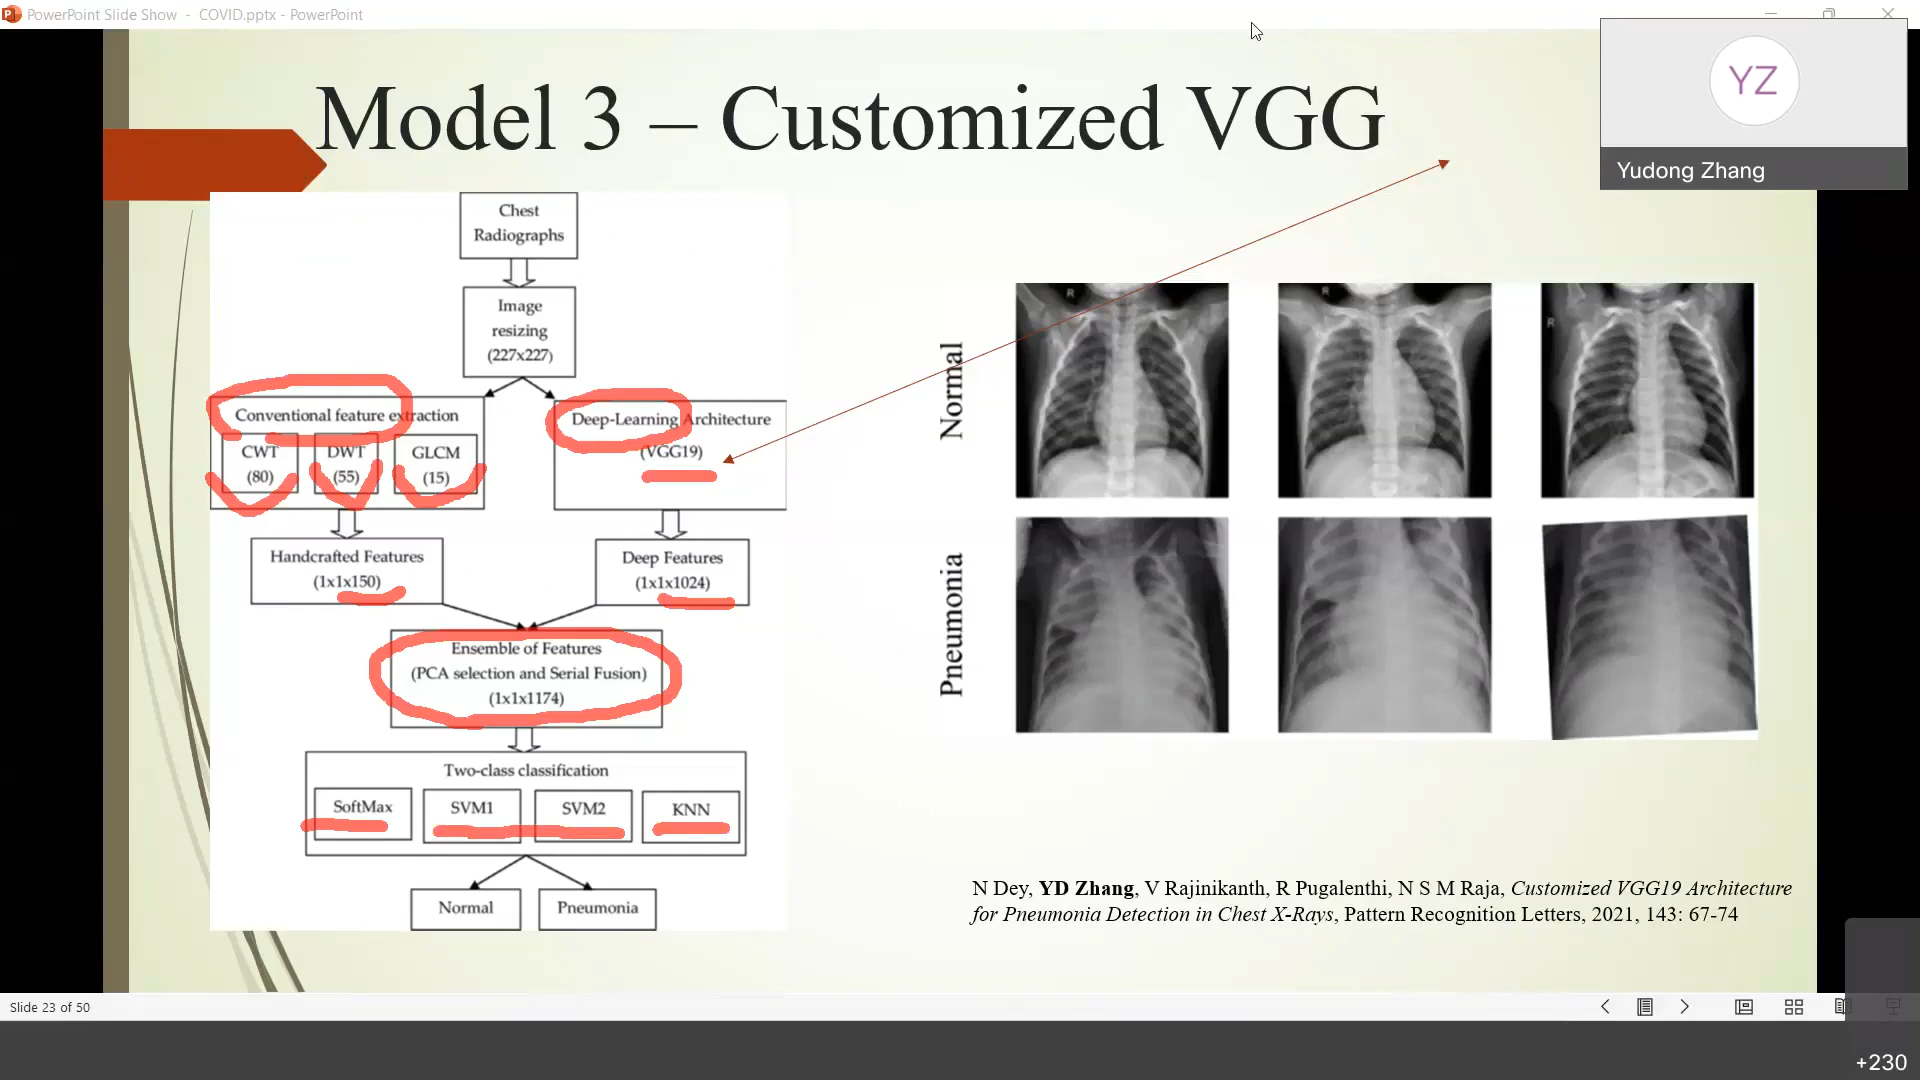 PowerPoint Slide Show - COVID.pptx - PowerPoint
YZ
Yudong Zhang
Model 3 – Customized VGG
Chest
Radiographs
Image
resizing
(227x227)
Conventional feature extraction
CWT
(80)
DWT
(55)
GLCM
(15)
Deep-Learning Architecture
(VGG19)
Handcrafted Features
(1x1x150)
Deep Features
(1x1x1024)
Ensemble of Features
(PCA selection and Serial Fusion)
(1x1x1174)
Two-class classification
SoftMax
SVM1
SVM2
KNN
Normal
Pneumonia
Normal
R
R
R
Pneumonia
N Dey, YD Zhang, V Rajinikanth, R Pugalenthi, N S M Raja, Customized VGG19 Architecture
for Pneumonia Detection in Chest X-Rays, Pattern Recognition Letters, 2021, 143: 67-74
Slide 23 of 50
+230